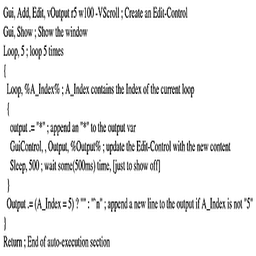 Gui, Add, Edit, vOutput r5 w100 -VScroll ; Create an Edit-Control
Gui, Show ; Show the window
Loop, 5 ; loop 5 times
{
Loop, %A_Index% ; A_Index contains the Index of the current loop
{
output .= "*" ; append an "*" to the output var
GuiControl, , Output, %Output% ; update the Edit-Control with the new content
Sleep, 500 ; wait some(500ms) time, [just to show off]
}
Output .= (A_Index = 5) ? "" : "`n" ; append a new line to the output if A_Index is not "5"
}
Return ; End of auto-execution section